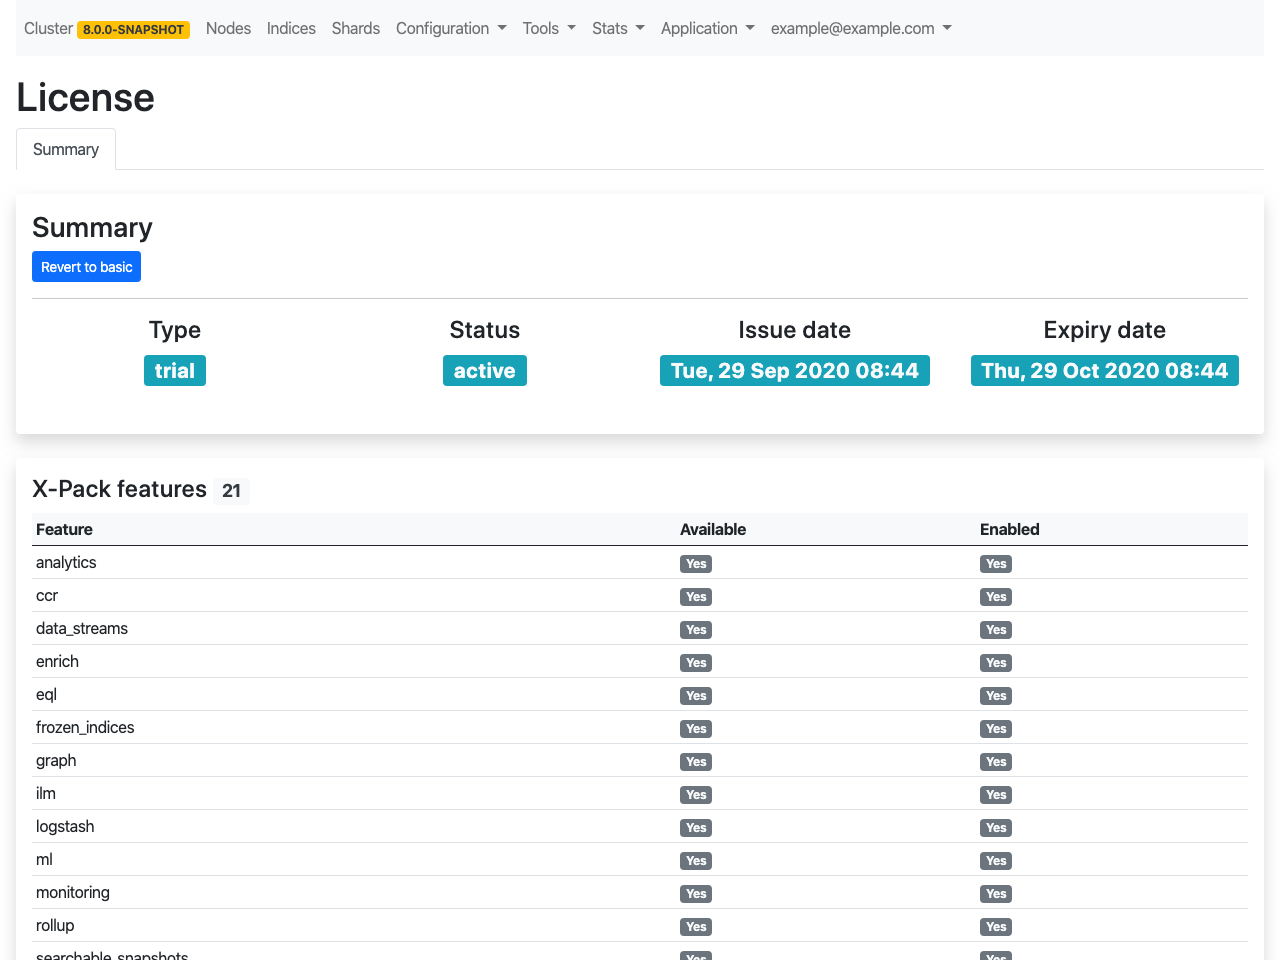 Cluster 8.0.0-SNAPSHOT Nodes Indices Shards Configuration Tools Stats Application example@example.com
License
Summary
Summary
Revert to basic
Type Status Issue date Expiry date
trial active Tue, 29 Sep 2020 08:44 Thu, 29 Oct 2020 08:44
X-Pack features 21
Feature Available Enabled
analytics Yes Yes
ccr Yes Yes
data_streams Yes Yes
enrich Yes Yes
eql Yes Yes
frozen_indices Yes Yes
graph Yes Yes
ilm Yes Yes
logstash Yes Yes
ml Yes Yes
monitoring Yes Yes
rollup Yes Yes
searchable_snapshots Yes Yes